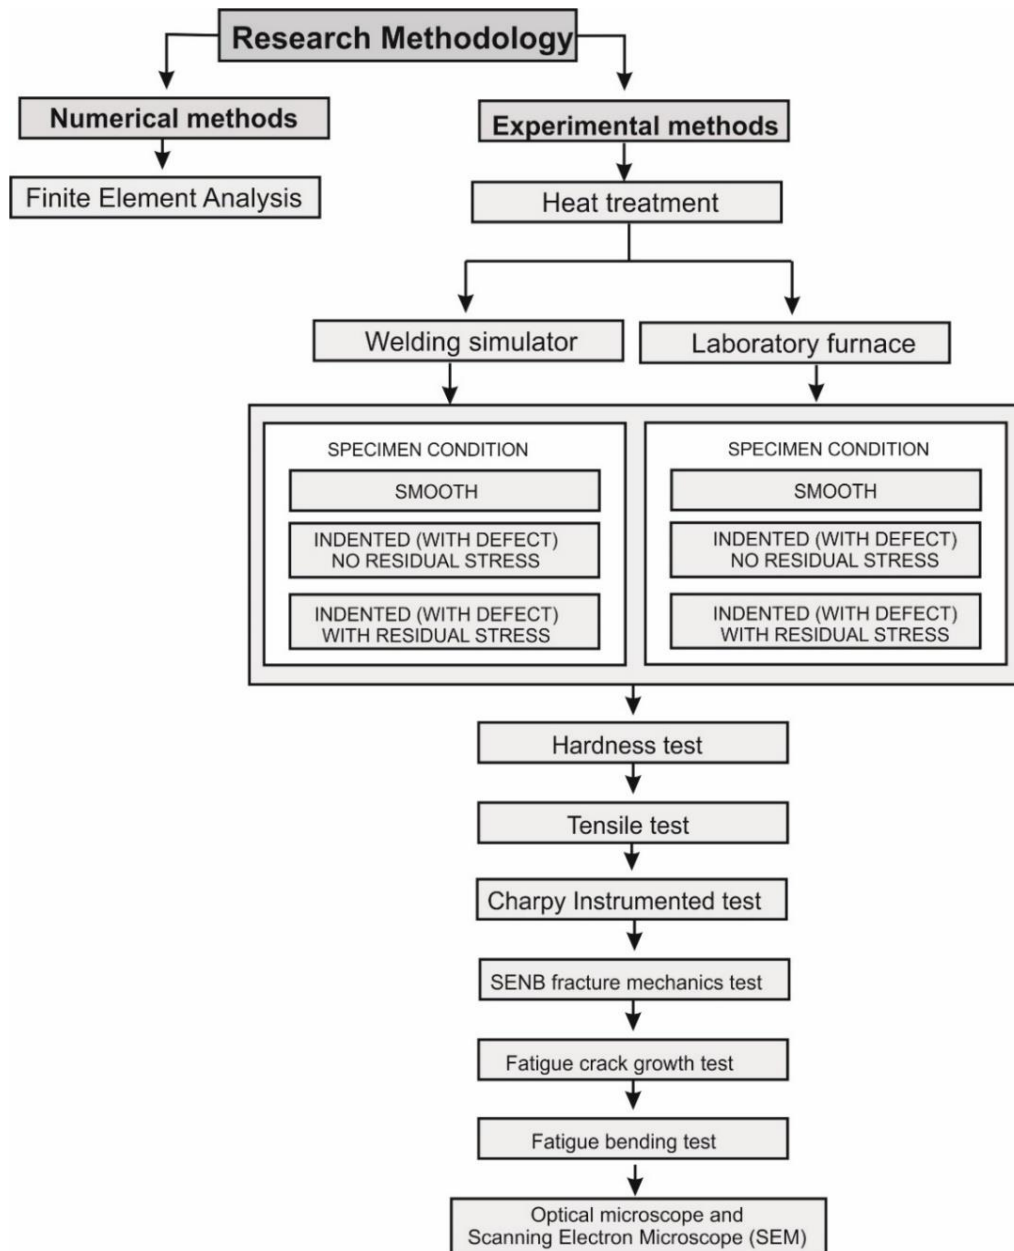 Research Methodology
Numerical methods
Experimental methods
Finite Element Analysis
Heat treatment
Welding simulator
Laboratory furnace
SPECIMEN CONDITION
SMOOTH
INDENTED (WITH DEFECT)
NO RESIDUAL STRESS
INDENTED (WITH DEFECT)
WITH RESIDUAL STRESS
SPECIMEN CONDITION
SMOOTH
INDENTED (WITH DEFECT)
NO RESIDUAL STRESS
INDENTED (WITH DEFECT)
WITH RESIDUAL STRESS
Hardness test
Tensile test
Charpy Instrumented test
SENB fracture mechanics test
Fatigue crack growth test
Fatigue bending test
Optical microscope and
Scanning Electron Microscope (SEM)